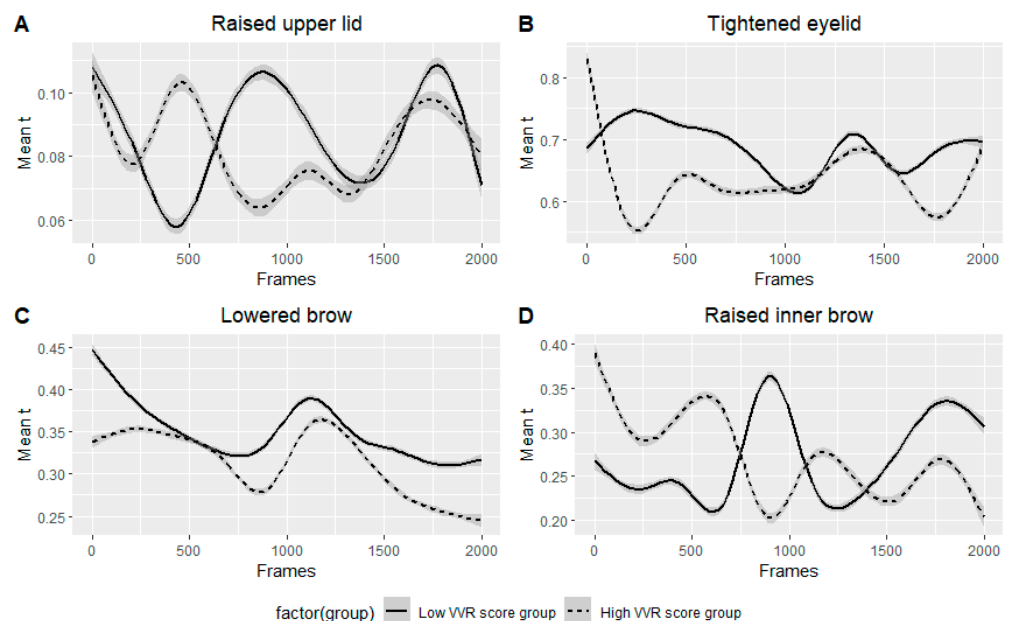 A Raised upper lid
B Tightened eyelid
Mean t
0.10
0.08
0.06
0 500 1000 1500 2000
Frames
Mean t
0.8
0.7
0.6
0 500 1000 1500 2000
Frames
C Lowered brow
D Raised inner brow
Mean t
0.45
0.40
0.35
0.30
0.25
0 500 1000 1500 2000
Frames
Mean t
0.40
0.35
0.30
0.25
0.20
0 500 1000 1500 2000
Frames
factor(group) Low VVR score group High VVR score group